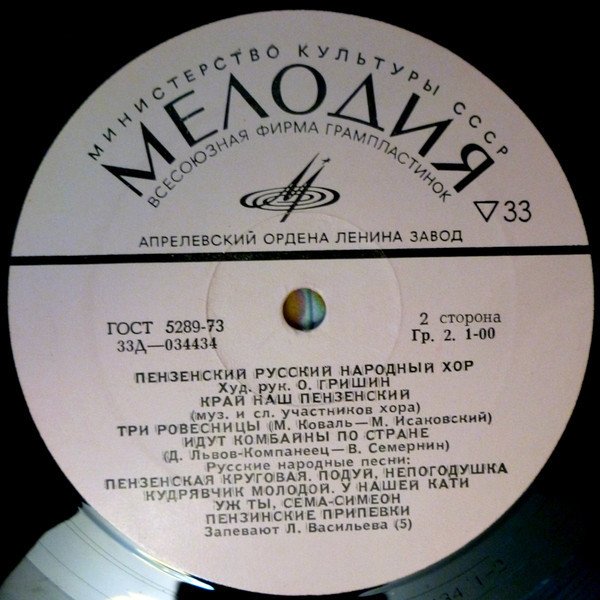 МИНИСТЕРСТВО КУЛЬТУРЫ СССР
МЕЛОДИЯ
ВСЕСОЮЗНАЯ ФИРМА ГРАМПЛАСТИНОК
33
АПРЕЛЕВСКИЙ ОРДЕНА ЛЕНИНА ЗАВОД
ГОСТ 5289-73
2 сторона
33Д—034434
Гр. 2. 1-00
ПЕНЗЕНСКИЙ РУССКИЙ НАРОДНЫЙ ХОР
Худ. рук. О. ГРИШИН
КРАЙ НАШ ПЕНЗЕНСКИЙ
(муз. и сл. участников хора)
ТРИ РОВЕСНИЦЫ (М. Коваль—М. Исаковский)
ИДУТ КОМБАЙНЫ ПО СТРАНЕ
(Д. Львов-Компанеец—В. Семернин)
Русские народные песни:
ПЕНЗЕНСКАЯ КРУГОВАЯ. ПОДУЙ, НЕПОГОДУШКА
КУДРЯВЧИК МОЛОДОЙ. У НАШЕЙ КАТИ
УЖ ТЫ, СЕМА-СИМЕОН
ПЕНЗИНСКИЕ ПРИПЕВКИ
Запевают Л. Васильева (5)